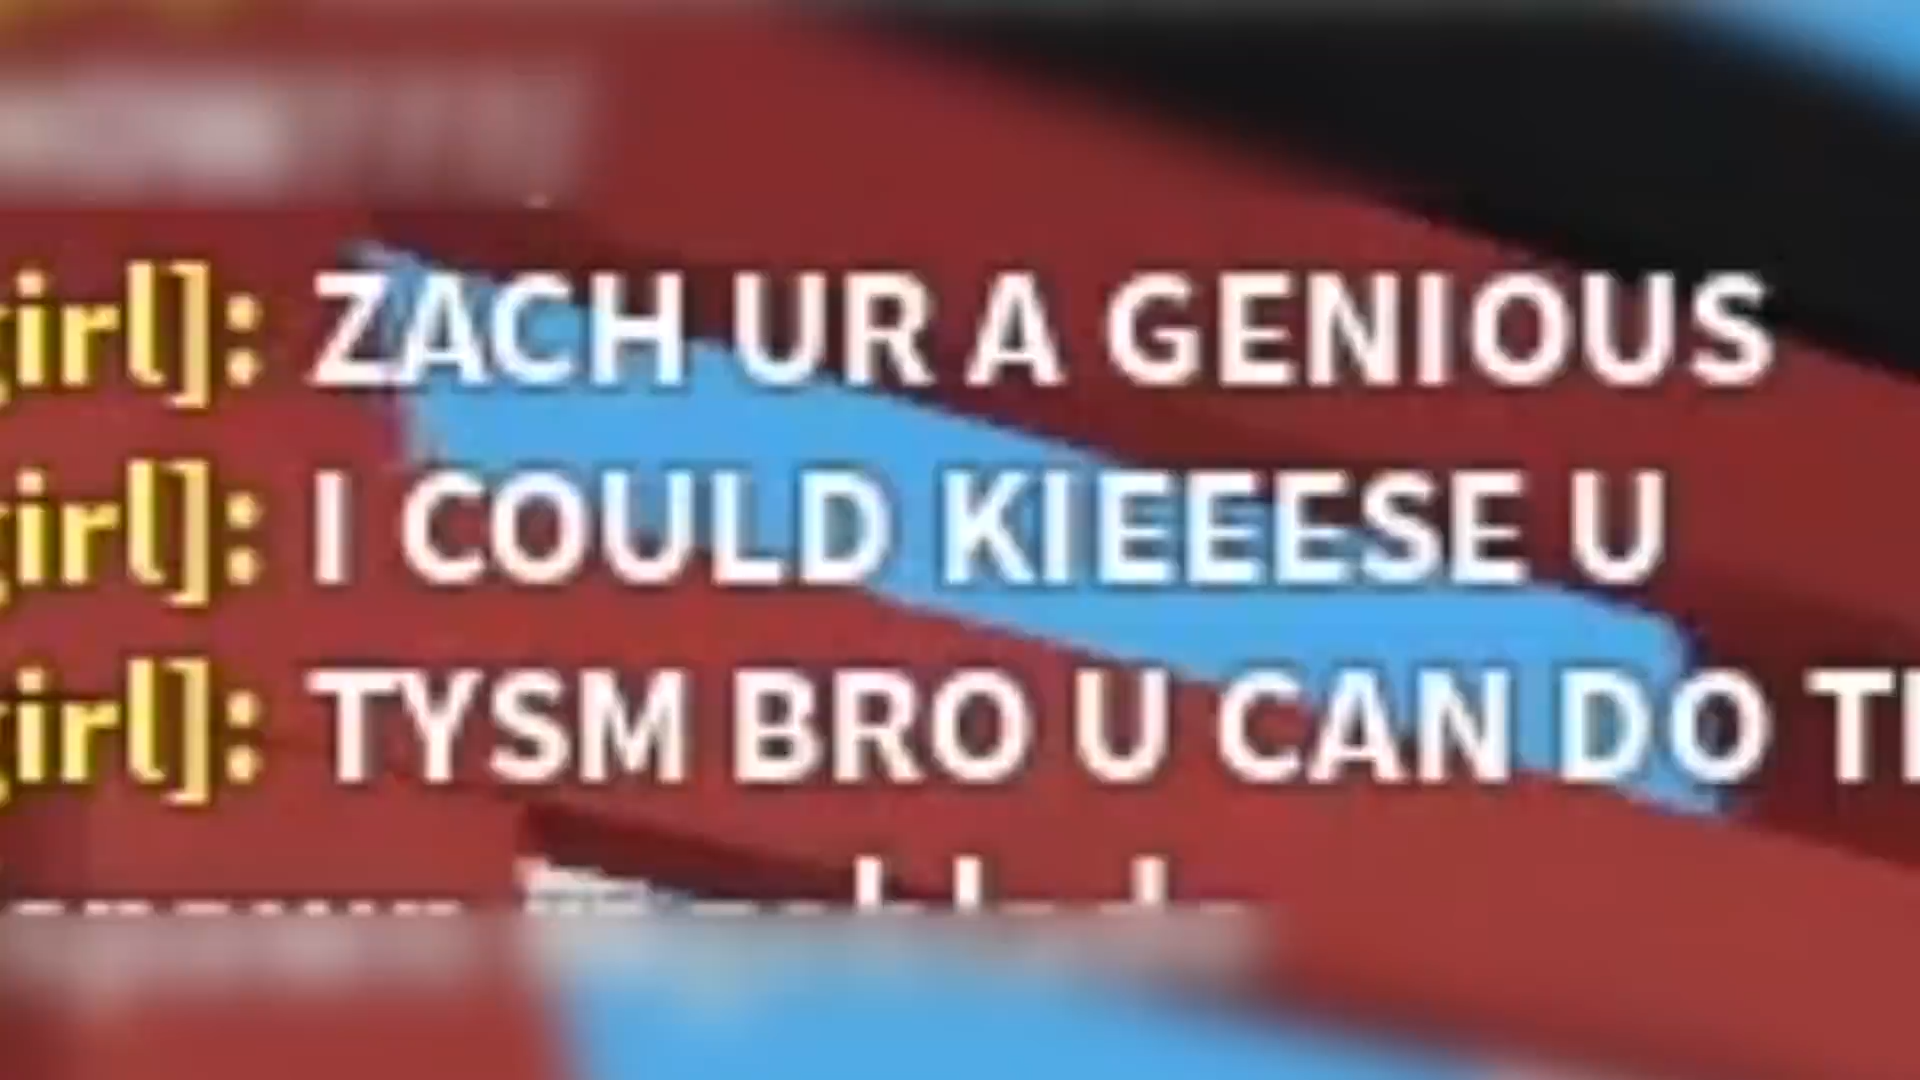 girl]: ZACH UR A GENIOUS
girl]: I COULD KIEEESE U
girl]: TYSM BRO U CAN DO